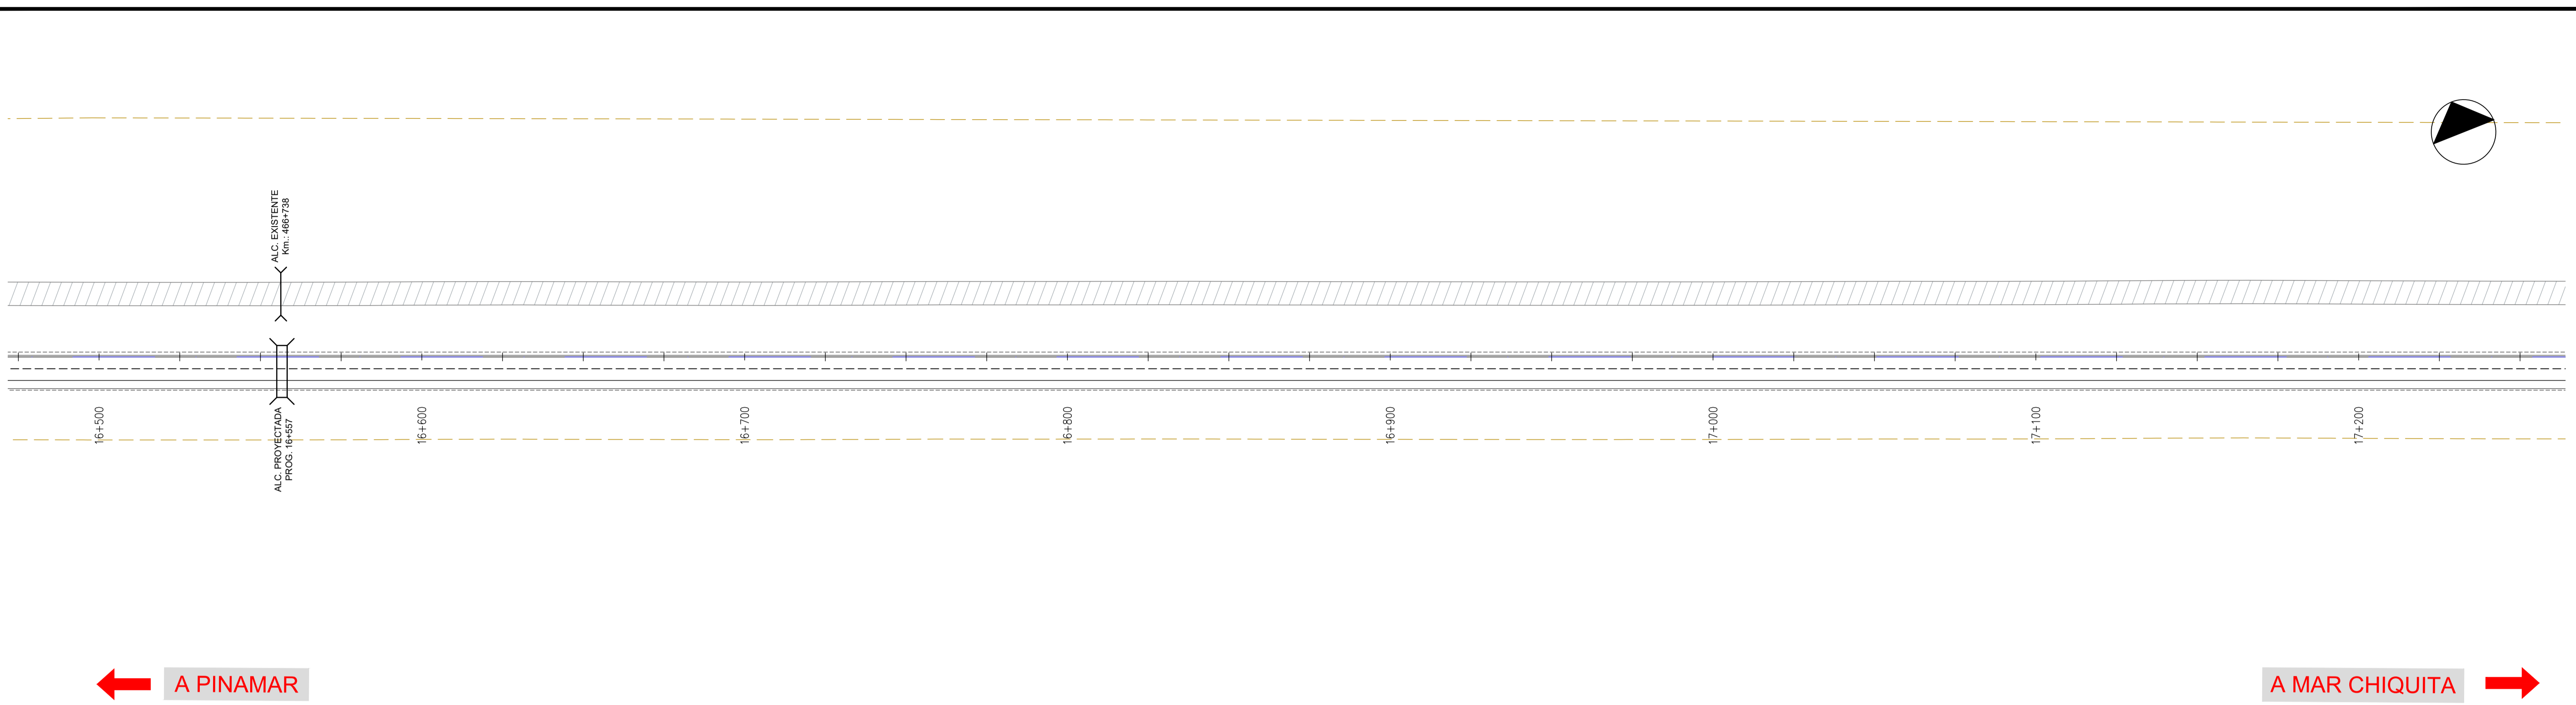 ALC. EXISTENTE
Km.: 466+738
16+500
ALC. PROYECTADA
PROG. 16+557
16+600
16+700
16+800
16+900
17+000
17+100
17+200
A PINAMAR
A MAR CHIQUITA